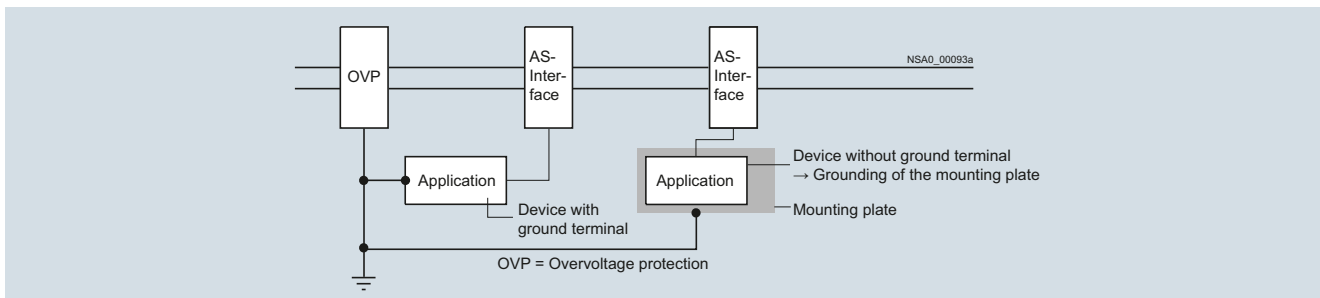 OVP
AS-
Inter-
face
AS-
Inter-
face
NSA0_00093a
Application
Device with
ground terminal
Application
Device without ground terminal
→ Grounding of the mounting plate
Mounting plate
OVP = Overvoltage protection